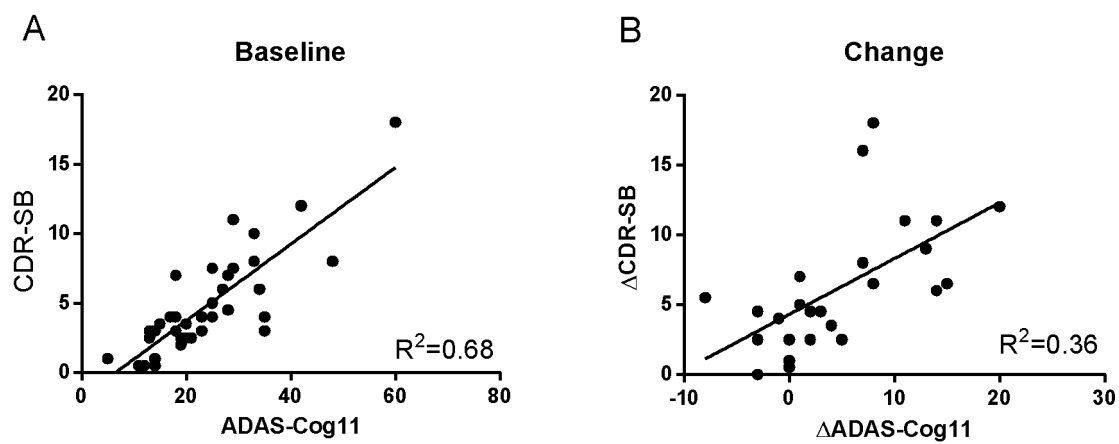 A
Baseline
CDR-SB
20
15
10
5
0
0
20
40
60
80
R²=0.68
ADAS-Cog11
B
Change
ΔCDR-SB
20
15
10
5
0
-10
0
10
20
30
R²=0.36
ΔADAS-Cog11